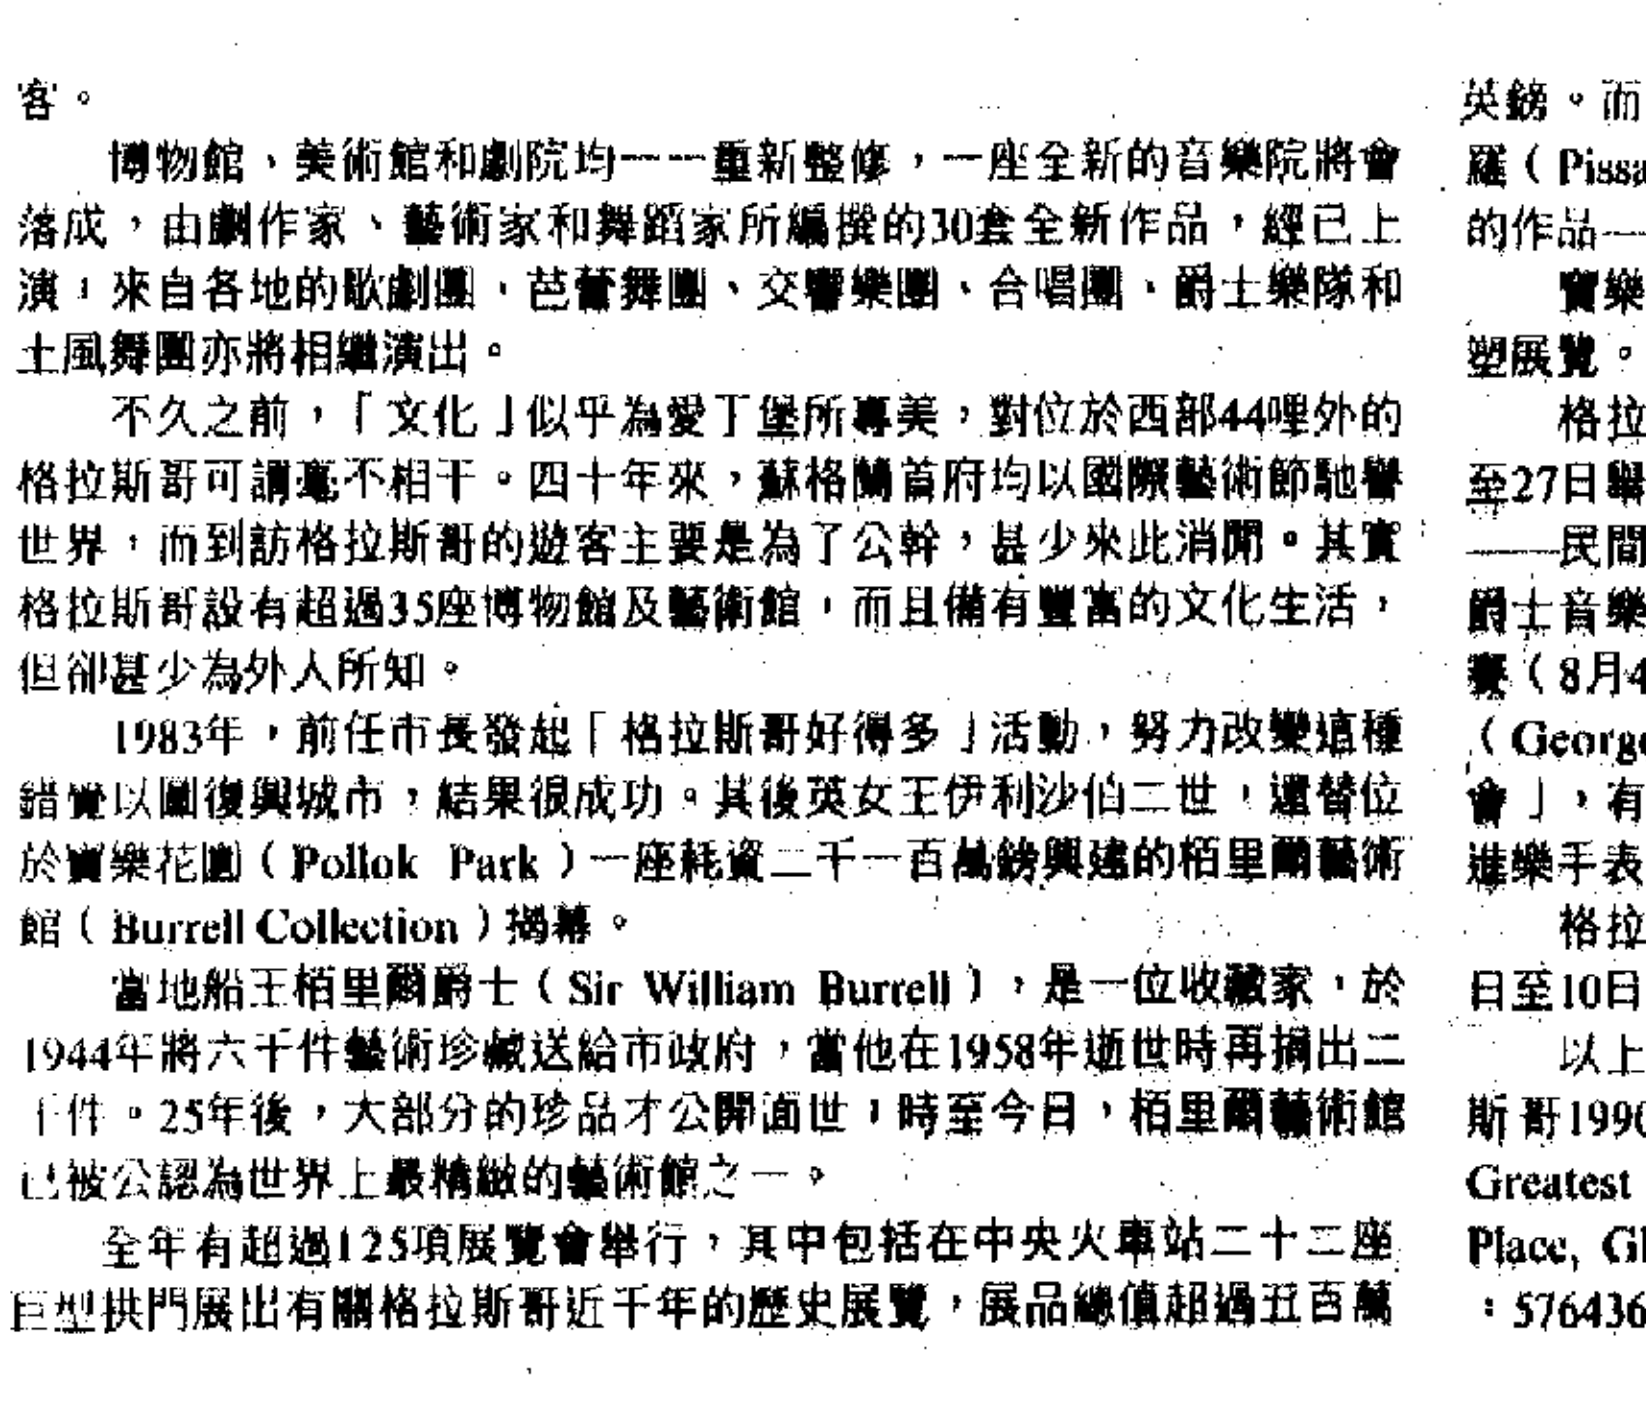 客。
博物館、美術館和劇院均一一重新整修，一座全新的音樂院將會
落成，由劇作家、藝術家和舞蹈家所編撰的30套全新作品，經已上
演；來自各地的歌劇團、芭蕾舞團、交響樂團、合唱團、爵士樂隊和
土風舞團亦將相繼演出。
不久之前，「文化」似乎為愛丁堡所專美，對位於西部44哩外的
格拉斯哥可謂毫不相干。四十年來，蘇格蘭首府均以國際藝術節馳譽
世界，而到訪格拉斯哥的遊客主要是為了公幹，甚少來此消閒。其實
格拉斯哥設有超過35座博物館及藝術館，而且備有豐富的文化生活，
但卻甚少為外人所知。
1983年，前任市長發起「格拉斯哥好得多」活動，努力改變這種
錯覺以圖復興城市，結果很成功。其後英女王伊利沙伯二世，還替位
於寶樂花園（Pollok Park）一座耗資二千一百萬鎊興建的栢里爾藝術
館（Burrell Collection）揭幕。
當地船王栢里爾爵士（Sir William Burrell），是一位收藏家，於
1944年將六千件藝術珍藏送給市政府，當他在1958年逝世時再捐出二
千件。25年後，大部分的珍品才公開面世，時至今日，栢里爾藝術館
已被公認為世界上最精緻的藝術館之一。
全年有超過125項展覽會舉行，其中包括在中央火車站二十二座
巨型拱門展出有關格拉斯哥近千年的歷史展覽，展品總值超過五百萬
英鎊。而
羅（Pissa
的作品——
寶樂
塑展覽。
格拉
至27日舉
——民間
爵士音樂
賽（8月4
（George
會」，有
進樂手表
格拉
日至10日
以上
斯哥1990
Greatest
Place, Gl
：576436